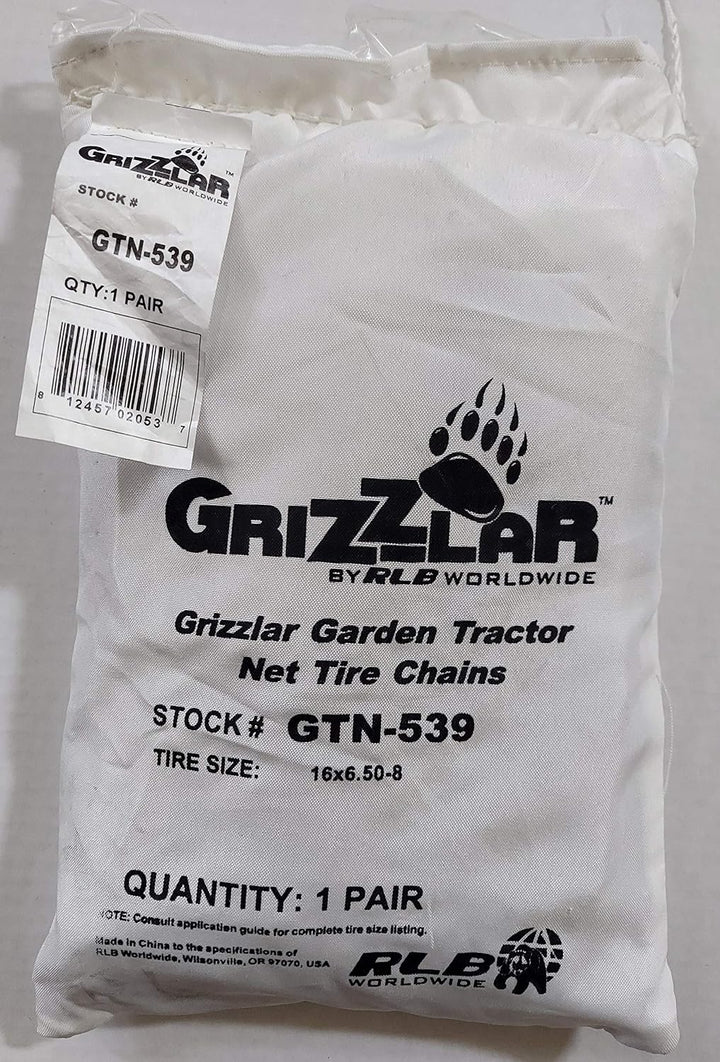 GRIZZLAR™
BY RLB WORLDWIDE
STOCK #
GTN-539
QTY:1 PAIR
8 12457 02053 7
GRIZZLAR™
BY RLB WORLDWIDE
Grizzlar Garden Tractor
Net Tire Chains
STOCK# GTN-539
TIRE SIZE: 16x6.50-8
QUANTITY: 1 PAIR
NOTE: Consult application guide for complete tire size listing.
Made in China to the specifications of
RLB Worldwide, Wilsonville, OR 97070, USA
RLB
WORLDWIDE